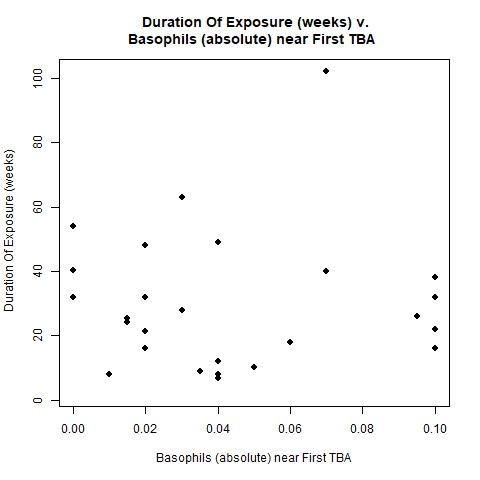 Duration Of Exposure (weeks) v.
Basophils (absolute) near First TBA
Duration Of Exposure (weeks)
100
80
60
40
20
0
0.00 0.02 0.04 0.06 0.08 0.10
Basophils (absolute) near First TBA